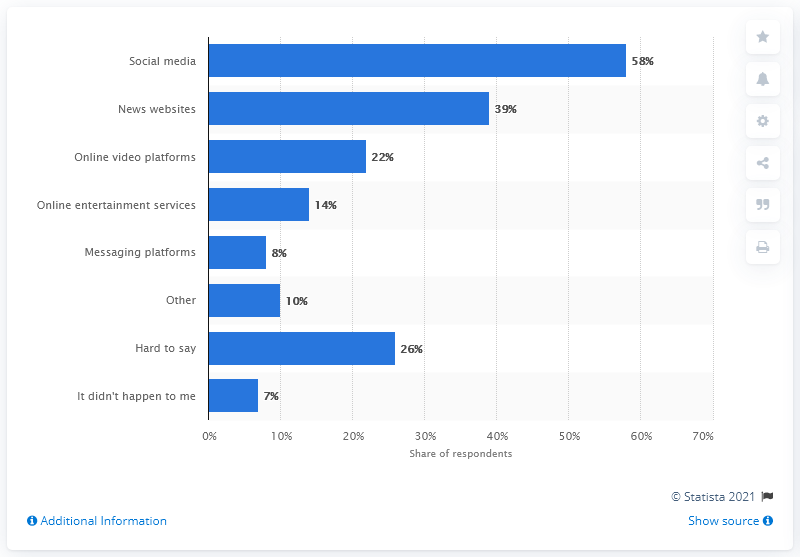 Social media 58%
News websites 39%
Online video platforms 22%
Online entertainment services 14%
Messaging platforms 8%
Other 10%
Hard to say 26%
It didn't happen to me 7%
0% 10% 20% 30% 40% 50% 60% 70%
Share of respondents
© Statista 2021
Additional Information Show source